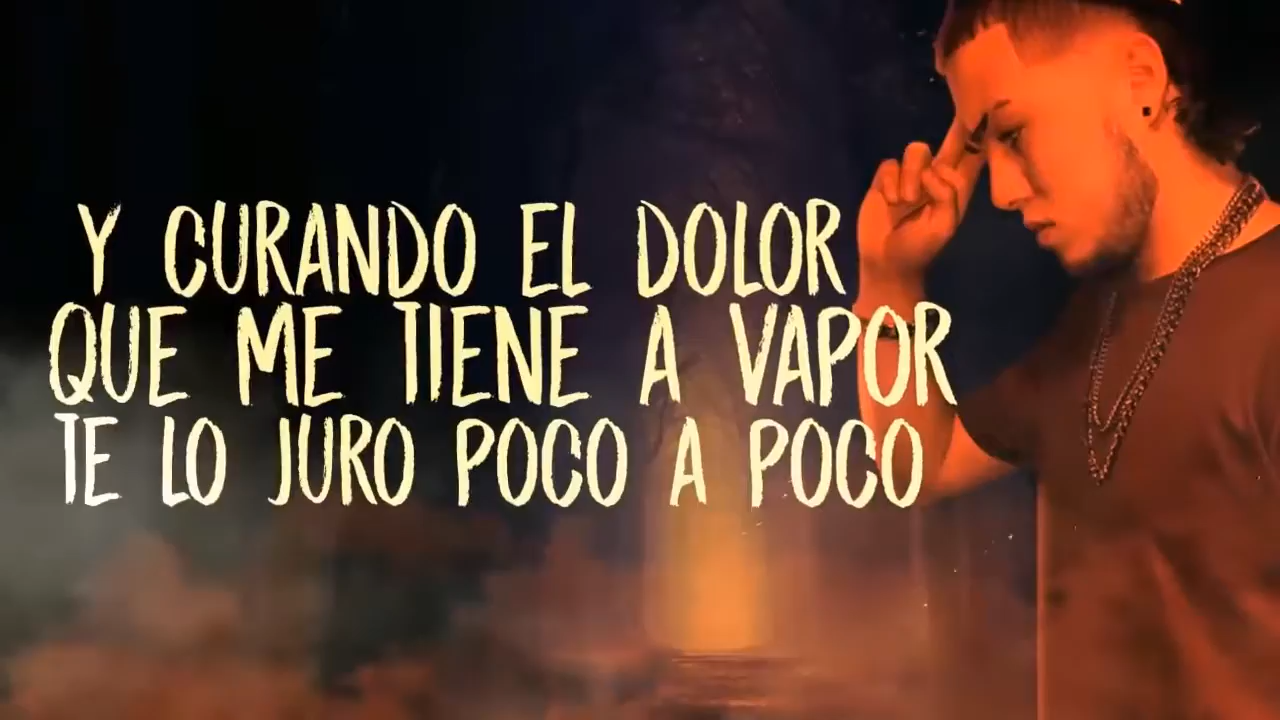 Y CURANDO EL DOLOR
QUE ME TIENE A VAPOR
TE LO JURO POCO A POCO